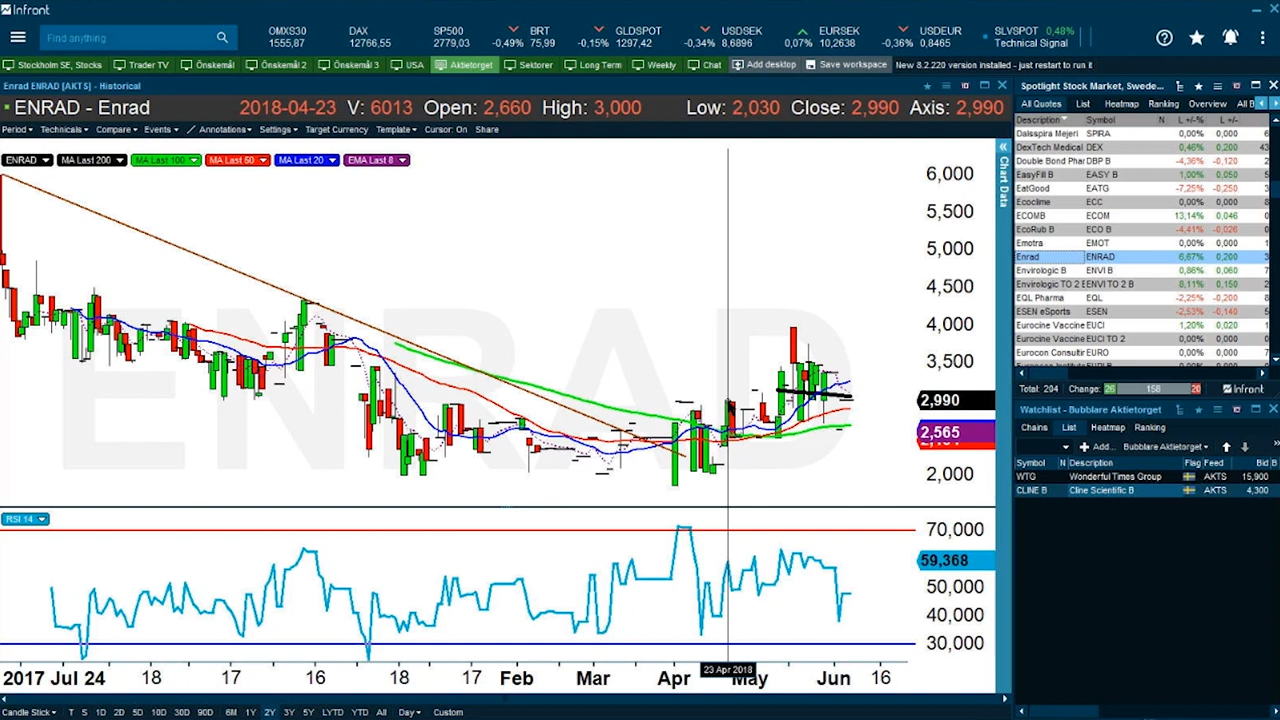 Infront
Find anything
OMXS30
1555,87
DAX
12766,55
SP500
2779,03
-0,49%
BRT
75,99
-0,15%
GLDSPOT
1297,42
-0,34%
USDSEK
8,6896
0,07%
EURSEK
10,2638
-0,36%
USDEUR
0,8465
SLVSPOT 0,48%
Technical Signal
Stockholm SE, Stocks
Trader TV
Önskemål
Önskemål 2
Önskemål 3
USA
Aktietorget
Sektorer
Long Term
Weekly
Chat
Add desktop
Save workspace
New 8.2.220 version installed - just restart to run it
Enrad ENRAD [AKTS] - Historical
ENRAD - Enrad 2018-04-23 V: 6013 Open: 2,660 High: 3,000 Low: 2,030 Close: 2,990 Axis: 2,990
Period Technicals Compare Events Annotations Settings Target Currency Template Cursor: On Share
ENRAD MA Last 200 MA Last 100 MA Last 50 MA Last 20 EMA Last 8
Chart Data
ENRAD
6,000
5,500
5,000
4,500
4,000
3,500
2,990
2,565
2,000
RSI 14
70,000
59,368
50,000
40,000
30,000
23 Apr 2018
2017 Jul 24 18 17 16 18 17 Feb Mar Apr May Jun 16
Candle Stick T S 1D 2D 5D 10D 30D 90D 6M 1Y 2Y 3Y 5Y LYTD YTD All Day Custom
Spotlight Stock Market, Swede...
All Quotes List Heatmap Ranking Overview All B
Description Symbol N L +/-% L +/-
Dalsspira Mejeri SPIRA 0,00% 0,000 6
DexTech Medical DEX 0,46% 0,200 43
Double Bond Phar DBP B -4,36% -0,120 2
EasyFill B EASY B 1,00% 0,050 5
EatGood EATG -7,25% -0,250 3
Ecoclime ECC 0,00% 0,000 8
ECOMB ECOM 13,14% 0,046 0
EcoRub B ECO B -4,41% -0,026 0
Emotra EMOT 0,00% 0,000 1
Enrad ENRAD 6,67% 0,200 3
Envirologic B ENVI B 0,86% 0,060 7
Envirologic TO 2 B ENVI TO 2 B 8,11% 0,150 2
EQL Pharma EQL -2,25% -0,200 8
ESEN eSports ESEN -2,53% -0,140 5
Eurocine Vaccine EUCI 1,20% 0,020 1
Eurocine Vaccine EUCI TO 2 0,00% 0,000
Eurocon Consulti EURO 0,00% 0,000
Total: 204 Change: 26 158 20 Infront
Watchlist - Bubblare Aktietorget
Chains List Heatmap Ranking
Add... Bubblare Aktietorget
Symbol N Description Flag Feed Bid B
WTG Wonderful Times Group AKTS 15,900
CLINE B Cline Scientific B AKTS 4,300